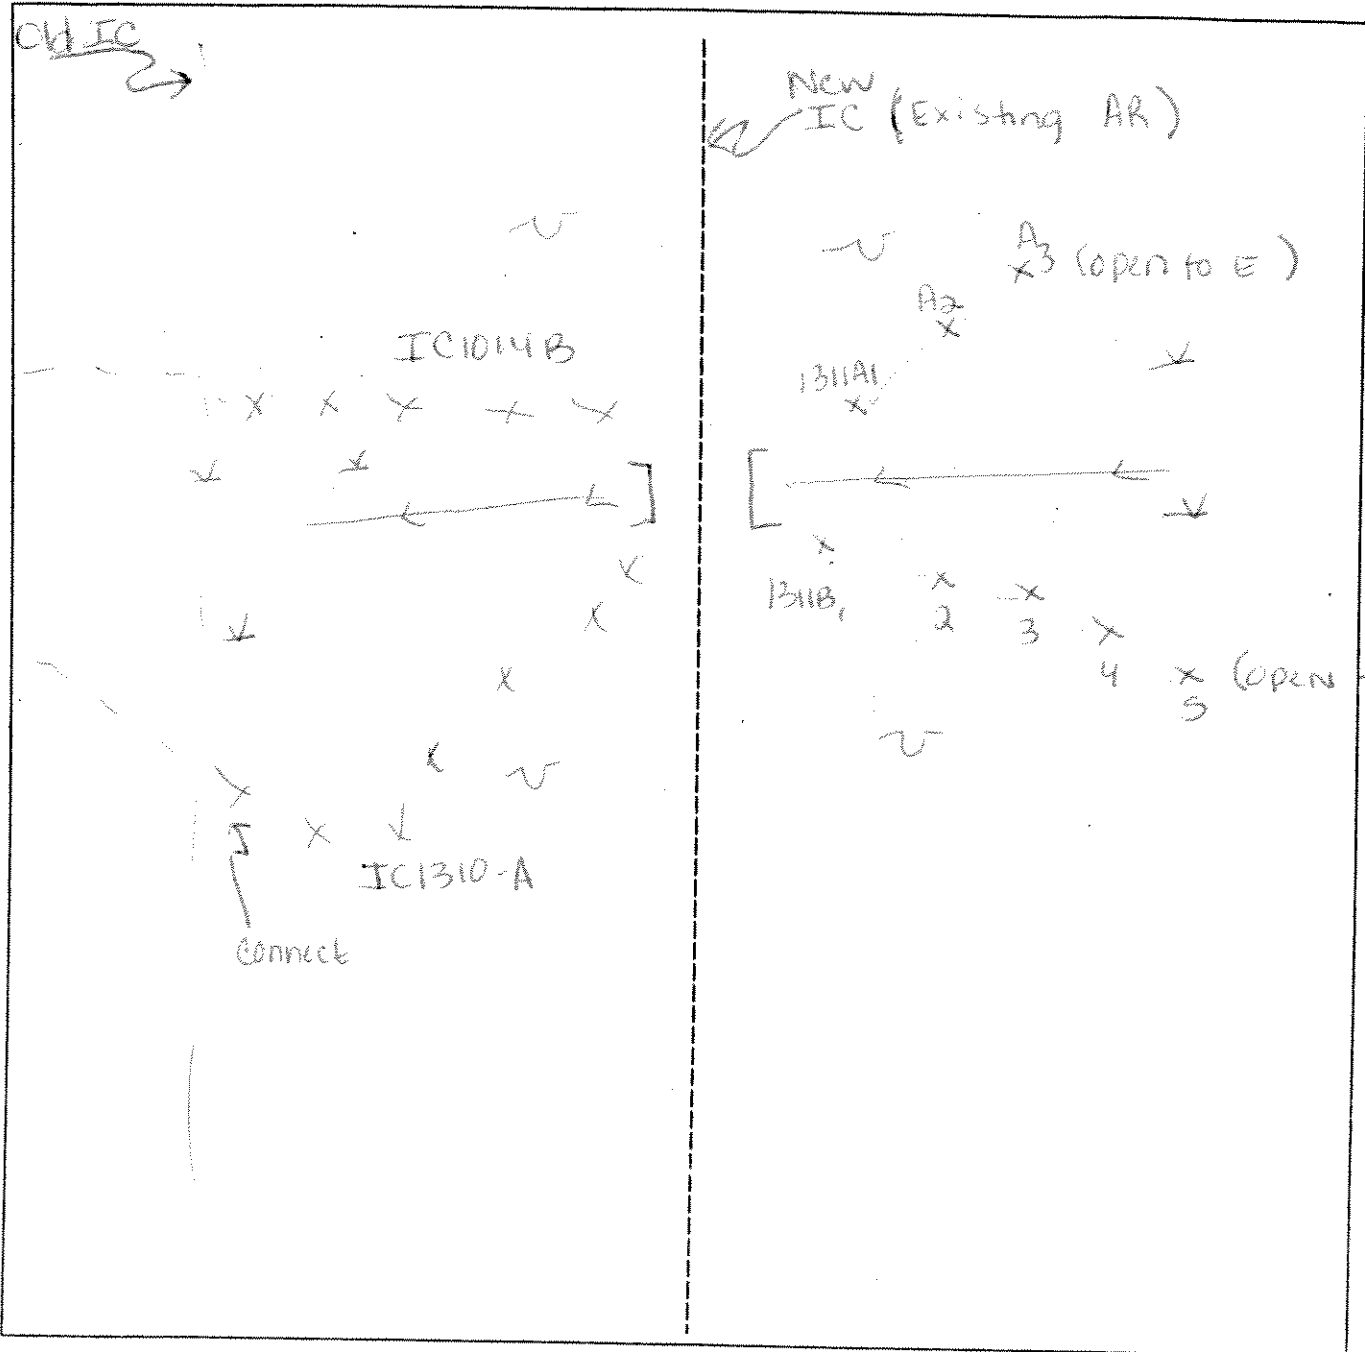 Old IC
New
IC (Existing AR)
A3 (open to E)
A2
IC1014B
1311A1
1311B1
2
3
4
5
(open
IC1310-A
connect